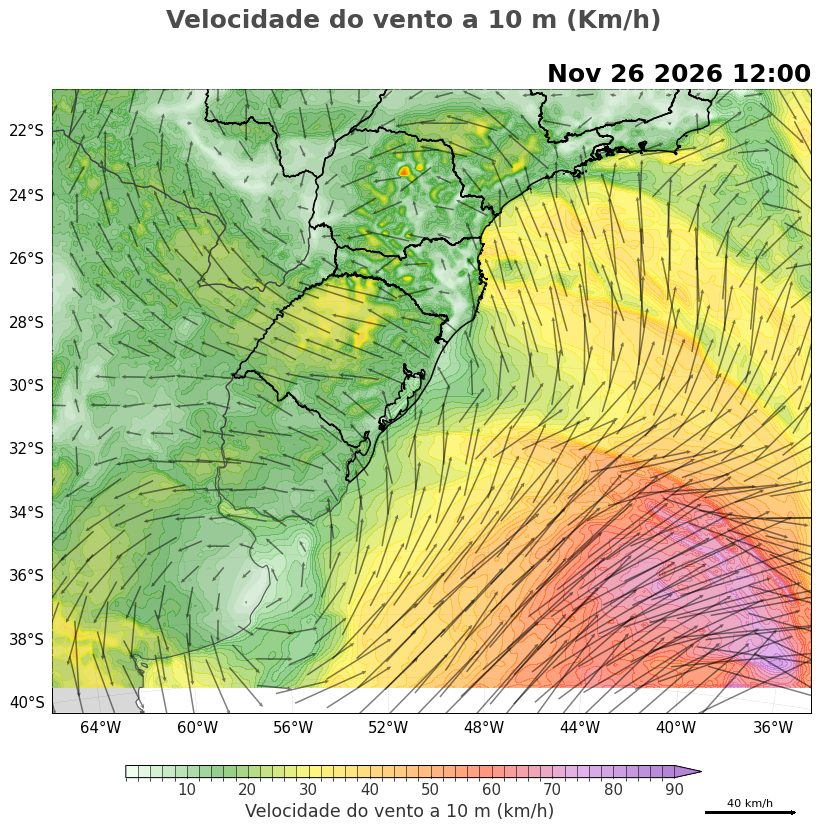 Velocidade do vento a 10 m (Km/h)
Nov 26 2026 12:00
22°S
24°S
26°S
28°S
30°S
32°S
34°S
36°S
38°S
40°S
64°W 60°W 56°W 52°W 48°W 44°W 40°W 36°W
10 20 30 40 50 60 70 80 90
Velocidade do vento a 10 m (km/h)
40 km/h